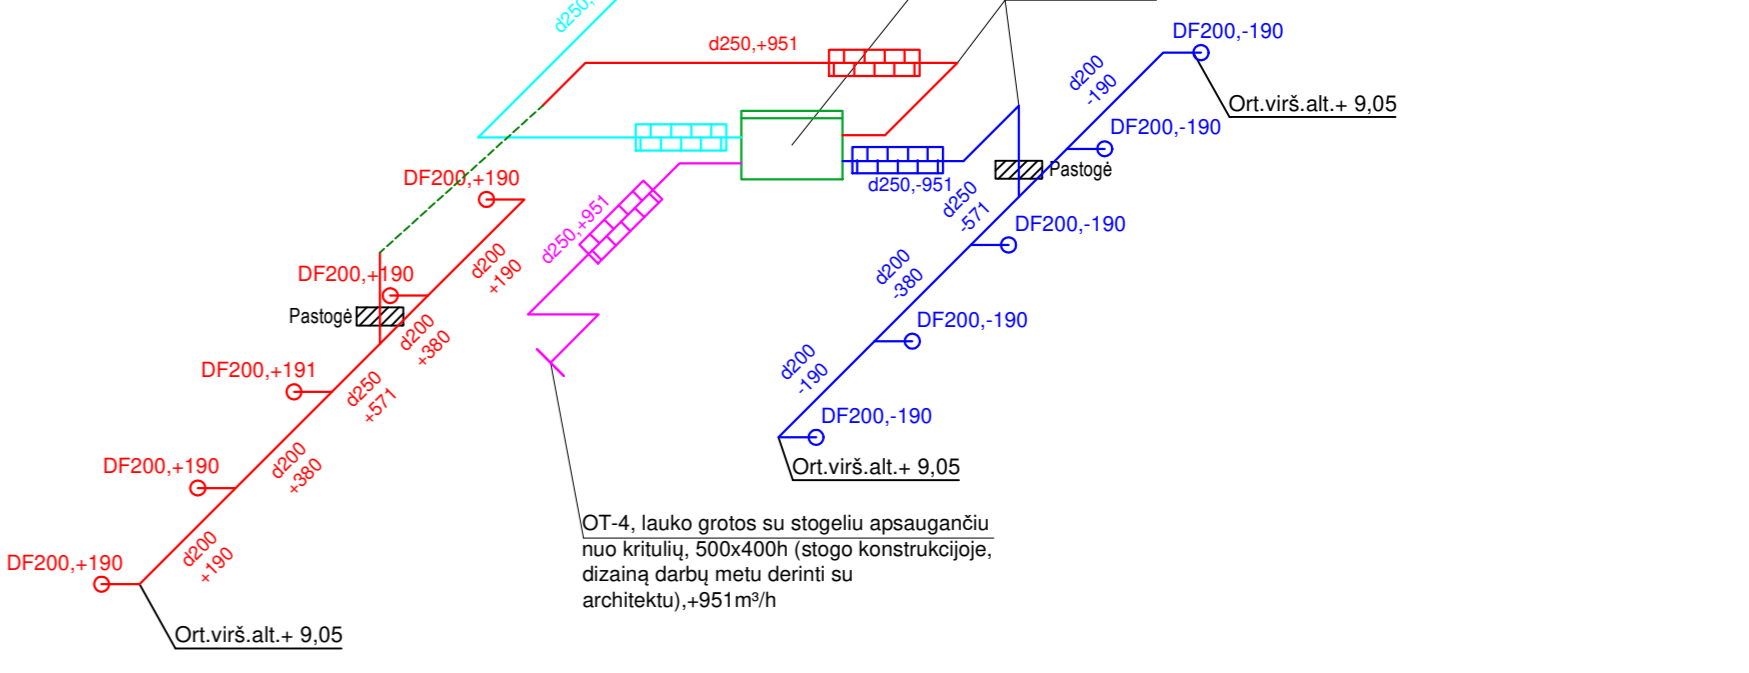 d250,
d250,+951
DF200,-190
d200
-190
Ort.virš.alt.+ 9,05
DF200,-190
Pastogė
d250,-951
d250
-571
DF200,-190
d200
-380
DF200,-190
d200
-190
DF200,-190
Ort.virš.alt.+ 9,05
d250,+951
DF200,+190
d200
+190
DF200,+190
Pastogė
d200
+380
DF200,+191
d250
+571
DF200,+190
d200
+380
DF200,+190
d200
+190
Ort.virš.alt.+ 9,05
OT-4, lauko grotos su stogeliu apsaugančiu
nuo kritulių, 500x400h (stogo konstrukcijoje,
dizainą darbų metu derinti su
architektu),+951m³/h